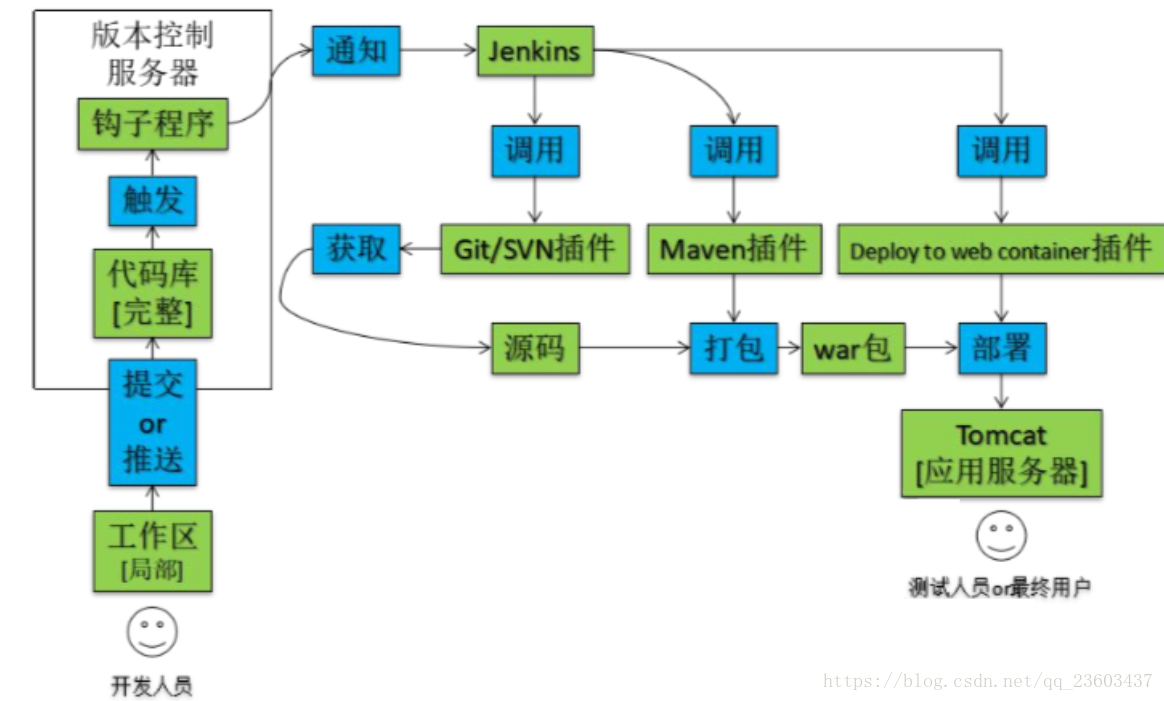 版本控制
服务器
钩子程序
触发
代码库
[完整]
提交
or
推送
工作区
[局部]
开发人员
通知
Jenkins
调用
调用
调用
获取
Git/SVN插件
Maven插件
Deploy to web container插件
源码
打包
war包
部署
Tomcat
[应用服务器]
测试人员or最终用户
https://blog.csdn.net/qq_23603437